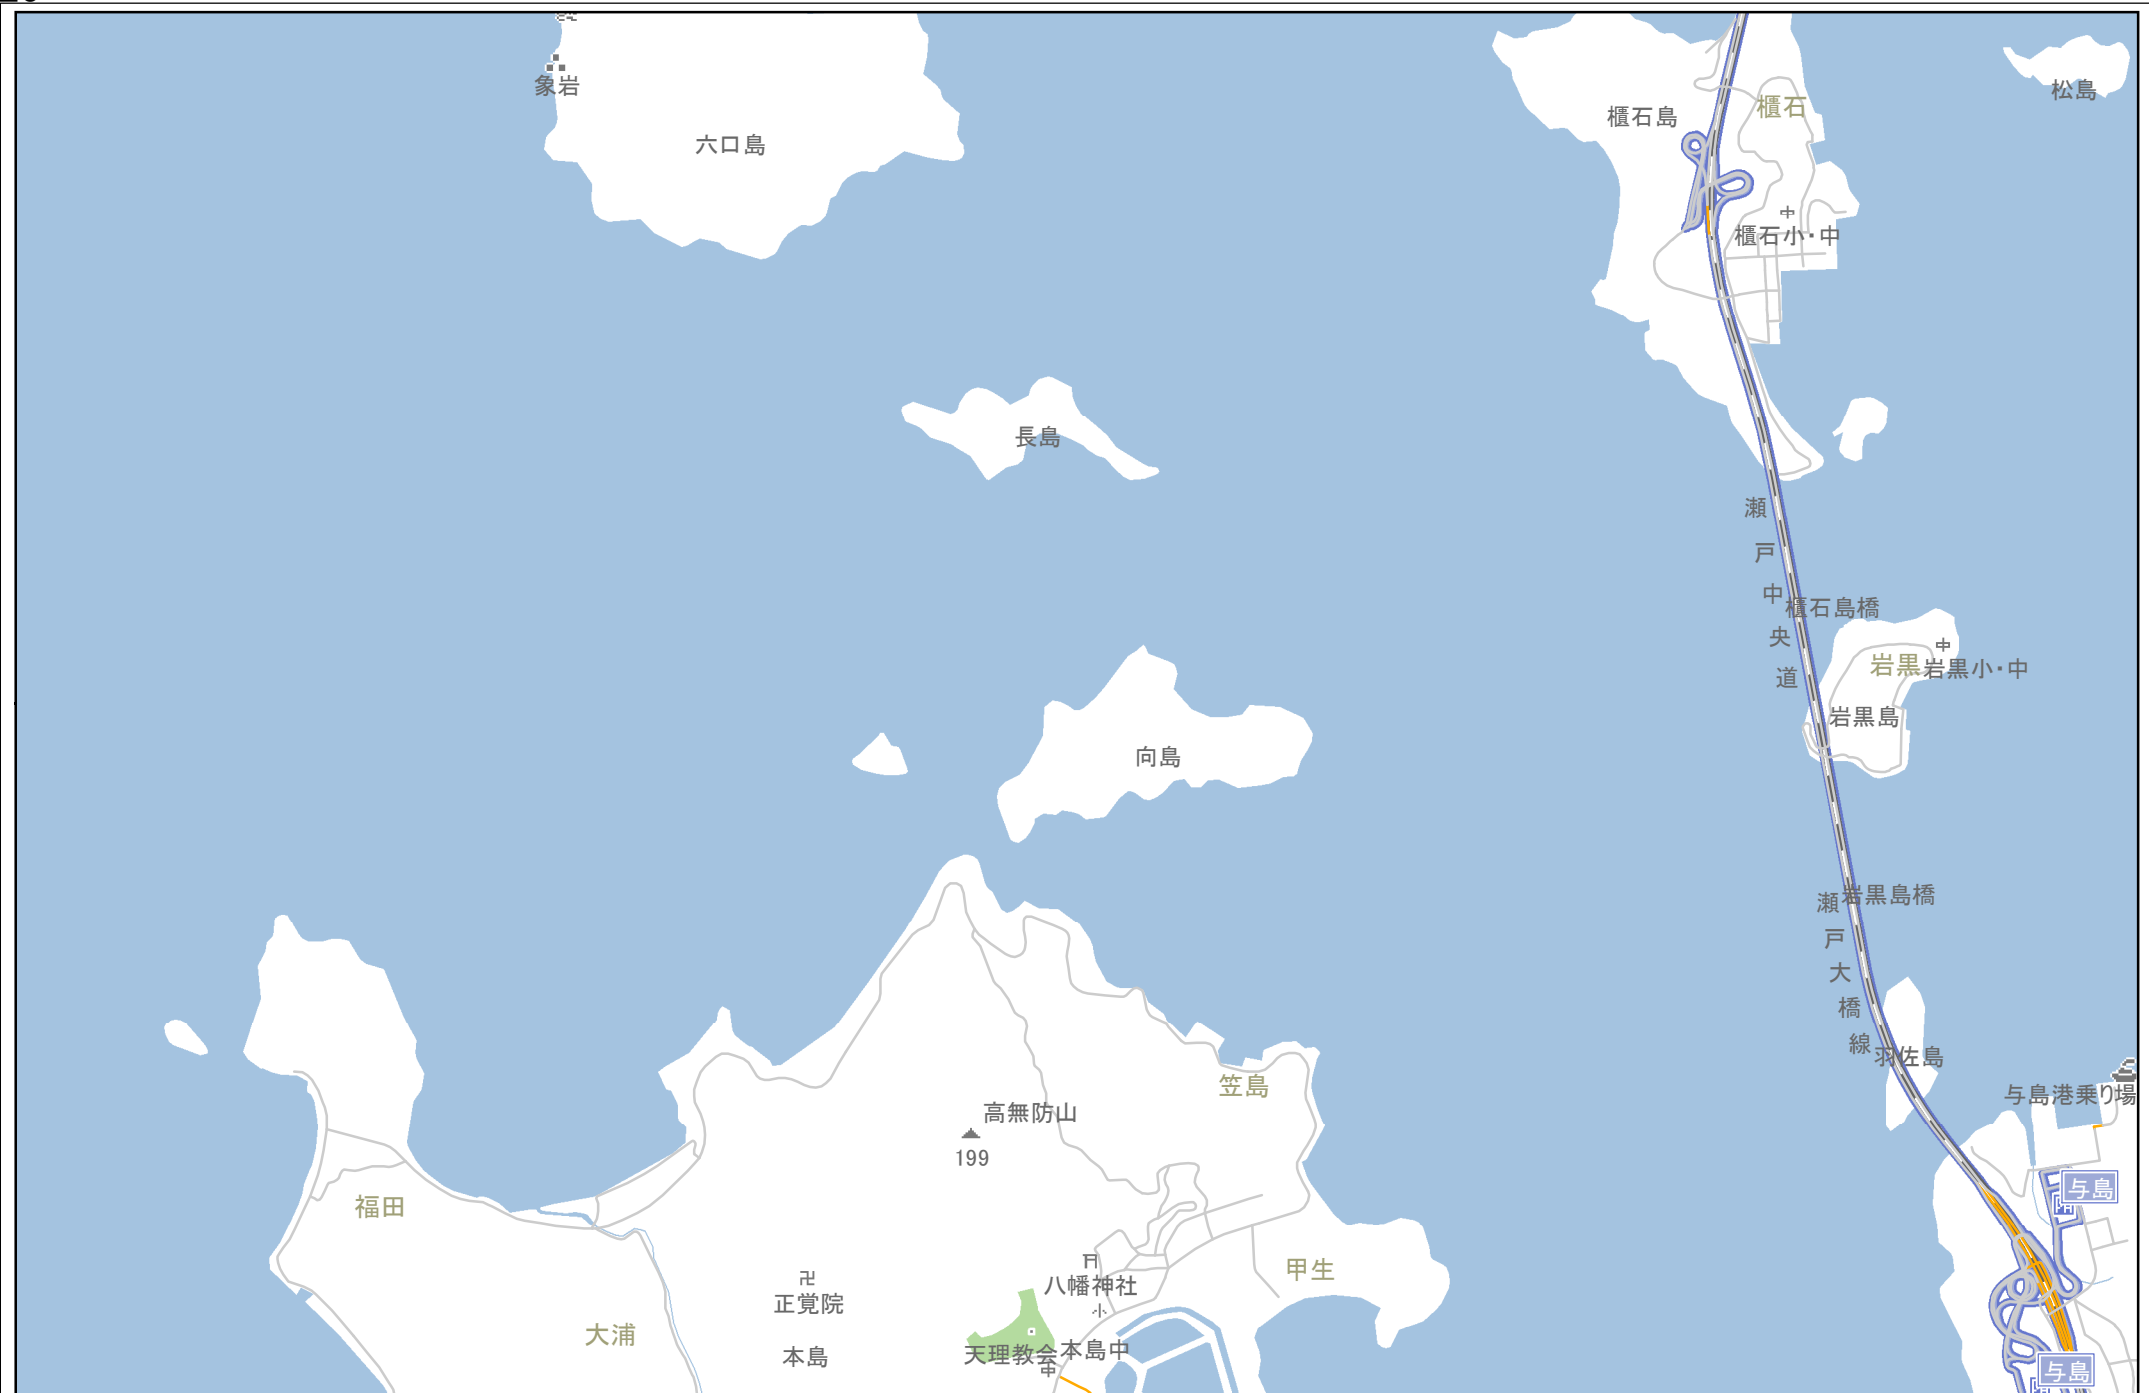 象岩
六口島
櫃石島
櫃石
松島
櫃石小・中
長島
瀬戸中央道
櫃石島橋
岩黒
岩黒小・中
岩黒島
向島
岩黒島橋
瀬戸大橋線
羽佐島
与島港乗り場
笠島
高無防山
199
福田
与島
甲生
八幡神社
小
正覚院
大浦
本島
天理教会
本島中
与島